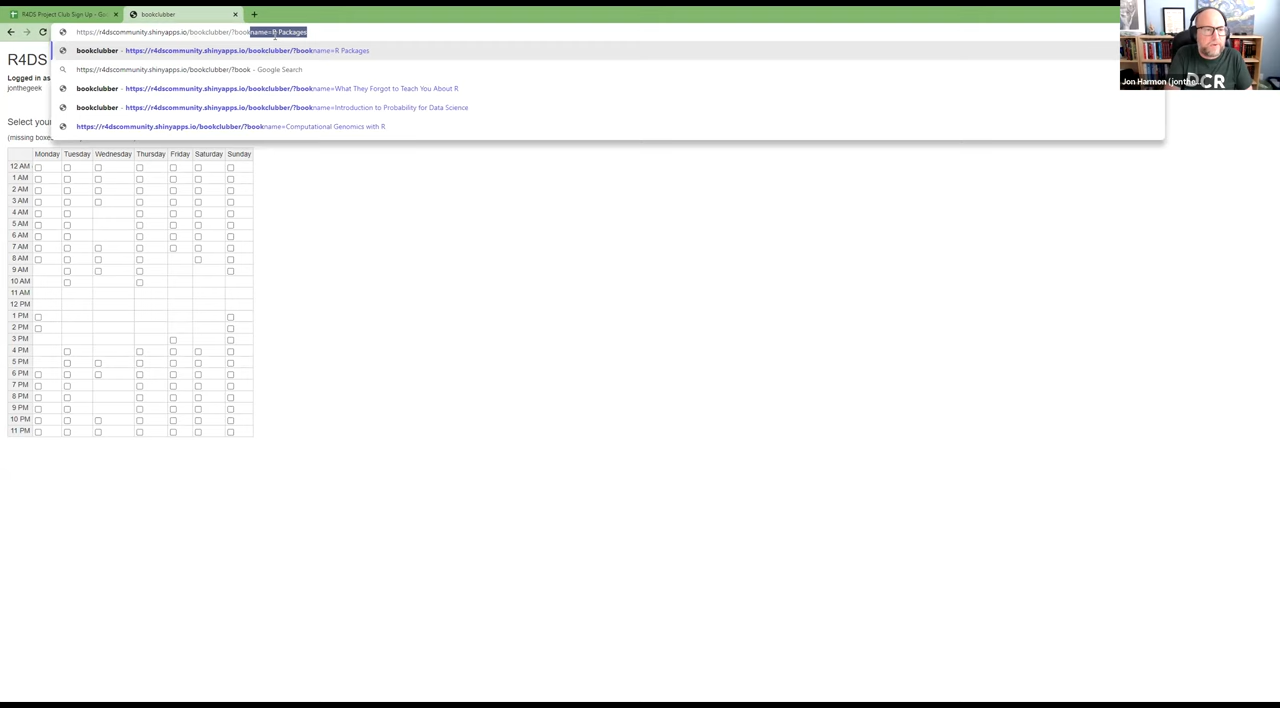 R4DS Project Club Sign Up - Go
bookclubber
https://r4dscommunity.shinyapps.io/bookclubber/?bookname=R Packages
bookclubber - https://r4dscommunity.shinyapps.io/bookclubber/?bookname=R Packages
https://r4dscommunity.shinyapps.io/bookclubber/?book - Google Search
bookclubber - https://r4dscommunity.shinyapps.io/bookclubber/?bookname=What They Forgot to Teach You About R
bookclubber - https://r4dscommunity.shinyapps.io/bookclubber/?bookname=Introduction to Probability for Data Science
https://r4dscommunity.shinyapps.io/bookclubber/?bookname=Computational Genomics with R
R4DS
Logged in as
jonthegeek
Select your
(missing boxes
Monday Tuesday Wednesday Thursday Friday Saturday Sunday
12 AM
1 AM
2 AM
3 AM
4 AM
5 AM
6 AM
7 AM
8 AM
9 AM
10 AM
11 AM
12 PM
1 PM
2 PM
3 PM
4 PM
5 PM
6 PM
7 PM
8 PM
9 PM
10 PM
11 PM
Jon Harmon (jonthe...
DCR